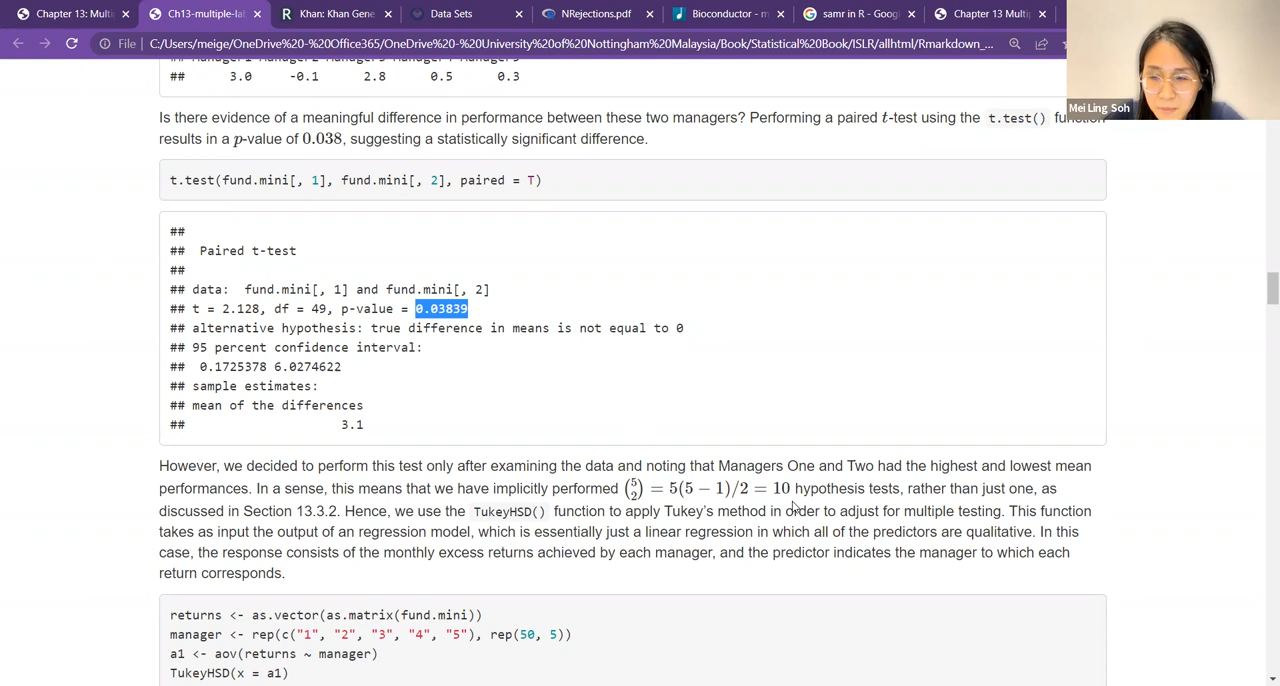 Chapter 13: Multip
Ch13-multiple-lab
Khan: Khan Gene
Data Sets
NRejections.pdf
Bioconductor - m
samr in R - Goog
Chapter 13 Multi
File
C:/Users/meige/OneDrive%20-%20Office365/OneDrive%20-%20University%20of%20Nottingham%20Malaysia/Book/Statistical%20Book/ISLR/allhtml/Rmarkdown_...
Mei Ling Soh
## 3.0 -0.1 2.8 0.5 0.3
Is there evidence of a meaningful difference in performance between these two managers? Performing a paired t-test using the t.test() function
results in a p-value of 0.038, suggesting a statistically significant difference.
t.test(fund.mini[, 1], fund.mini[, 2], paired = T)
##
## Paired t-test
##
## data: fund.mini[, 1] and fund.mini[, 2]
## t = 2.128, df = 49, p-value = 0.03839
## alternative hypothesis: true difference in means is not equal to 0
## 95 percent confidence interval:
## 0.1725378 6.0274622
## sample estimates:
## mean of the differences
## 3.1
However, we decided to perform this test only after examining the data and noting that Managers One and Two had the highest and lowest mean
performances. In a sense, this means that we have implicitly performed (5 2) = 5(5 − 1)/2 = 10 hypothesis tests, rather than just one, as
discussed in Section 13.3.2. Hence, we use the TukeyHSD() function to apply Tukey's method in order to adjust for multiple testing. This function
takes as input the output of an regression model, which is essentially just a linear regression in which all of the predictors are qualitative. In this
case, the response consists of the monthly excess returns achieved by each manager, and the predictor indicates the manager to which each
return corresponds.
returns <- as.vector(as.matrix(fund.mini))
manager <- rep(c("1", "2", "3", "4", "5"), rep(50, 5))
a1 <- aov(returns ~ manager)
TukeyHSD(x = a1)